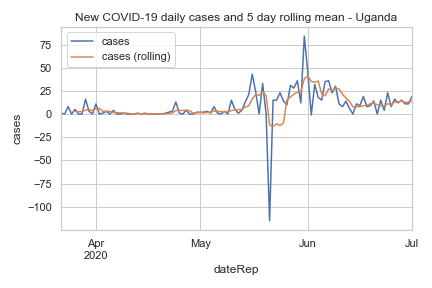 New COVID-19 daily cases and 5 day rolling mean - Uganda
cases
cases (rolling)
75
50
25
0
−25
−50
−75
−100
cases
Apr
2020
May
Jun
Jul
dateRep